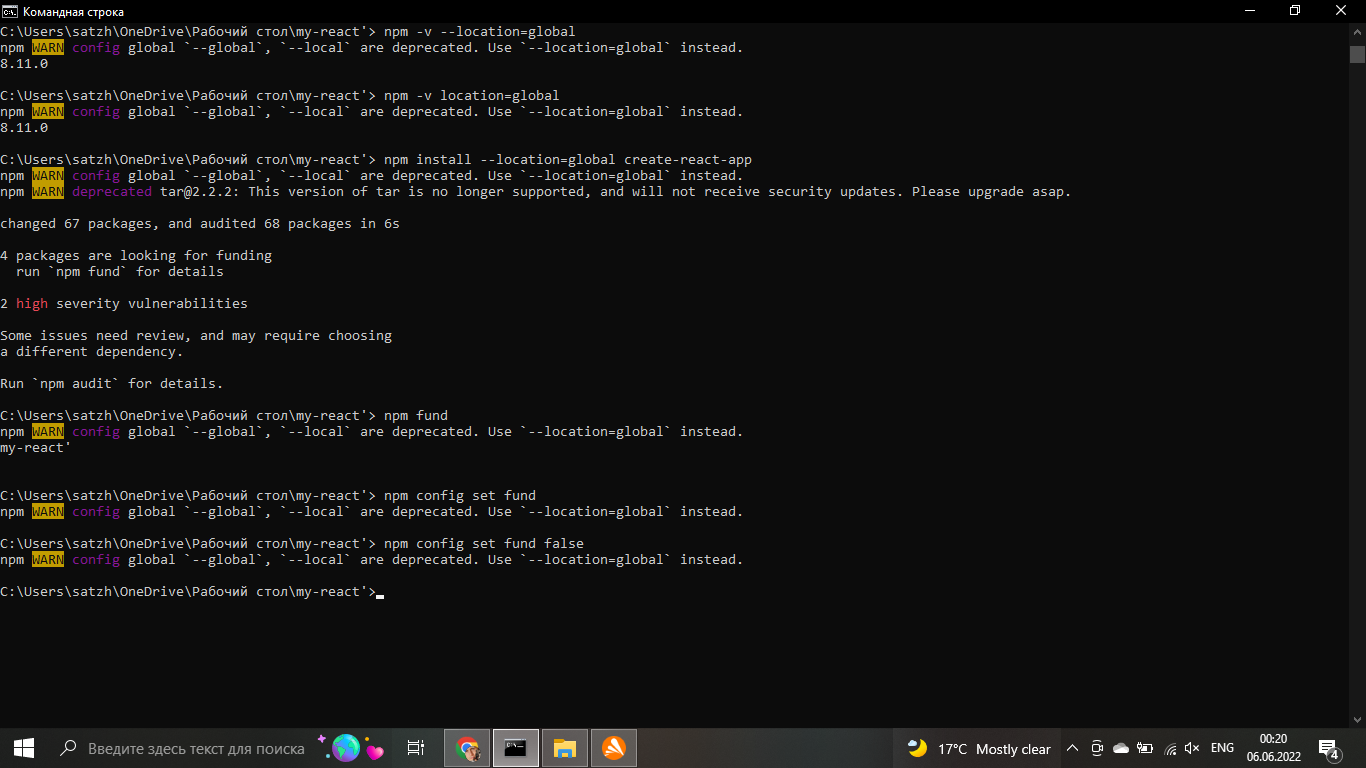 Командная строка
C:\Users\satzh\OneDrive\Рабочий стол\my-react'> npm -v --location=global
npm WARN config global `--global`, `--local` are deprecated. Use `--location=global` instead.
8.11.0
C:\Users\satzh\OneDrive\Рабочий стол\my-react'> npm -v location=global
npm WARN config global `--global`, `--local` are deprecated. Use `--location=global` instead.
8.11.0
C:\Users\satzh\OneDrive\Рабочий стол\my-react'> npm install --location=global create-react-app
npm WARN config global `--global`, `--local` are deprecated. Use `--location=global` instead.
npm WARN deprecated tar@2.2.2: This version of tar is no longer supported, and will not receive security updates. Please upgrade asap.
changed 67 packages, and audited 68 packages in 6s
4 packages are looking for funding
run `npm fund` for details
2 high severity vulnerabilities
Some issues need review, and may require choosing
a different dependency.
Run `npm audit` for details.
C:\Users\satzh\OneDrive\Рабочий стол\my-react'> npm fund
npm WARN config global `--global`, `--local` are deprecated. Use `--location=global` instead.
my-react'
C:\Users\satzh\OneDrive\Рабочий стол\my-react'> npm config set fund
npm WARN config global `--global`, `--local` are deprecated. Use `--location=global` instead.
C:\Users\satzh\OneDrive\Рабочий стол\my-react'> npm config set fund false
npm WARN config global `--global`, `--local` are deprecated. Use `--location=global` instead.
C:\Users\satzh\OneDrive\Рабочий стол\my-react'>
Введите здесь текст для поиска
17°C Mostly clear
ENG
00:20
06.06.2022
4